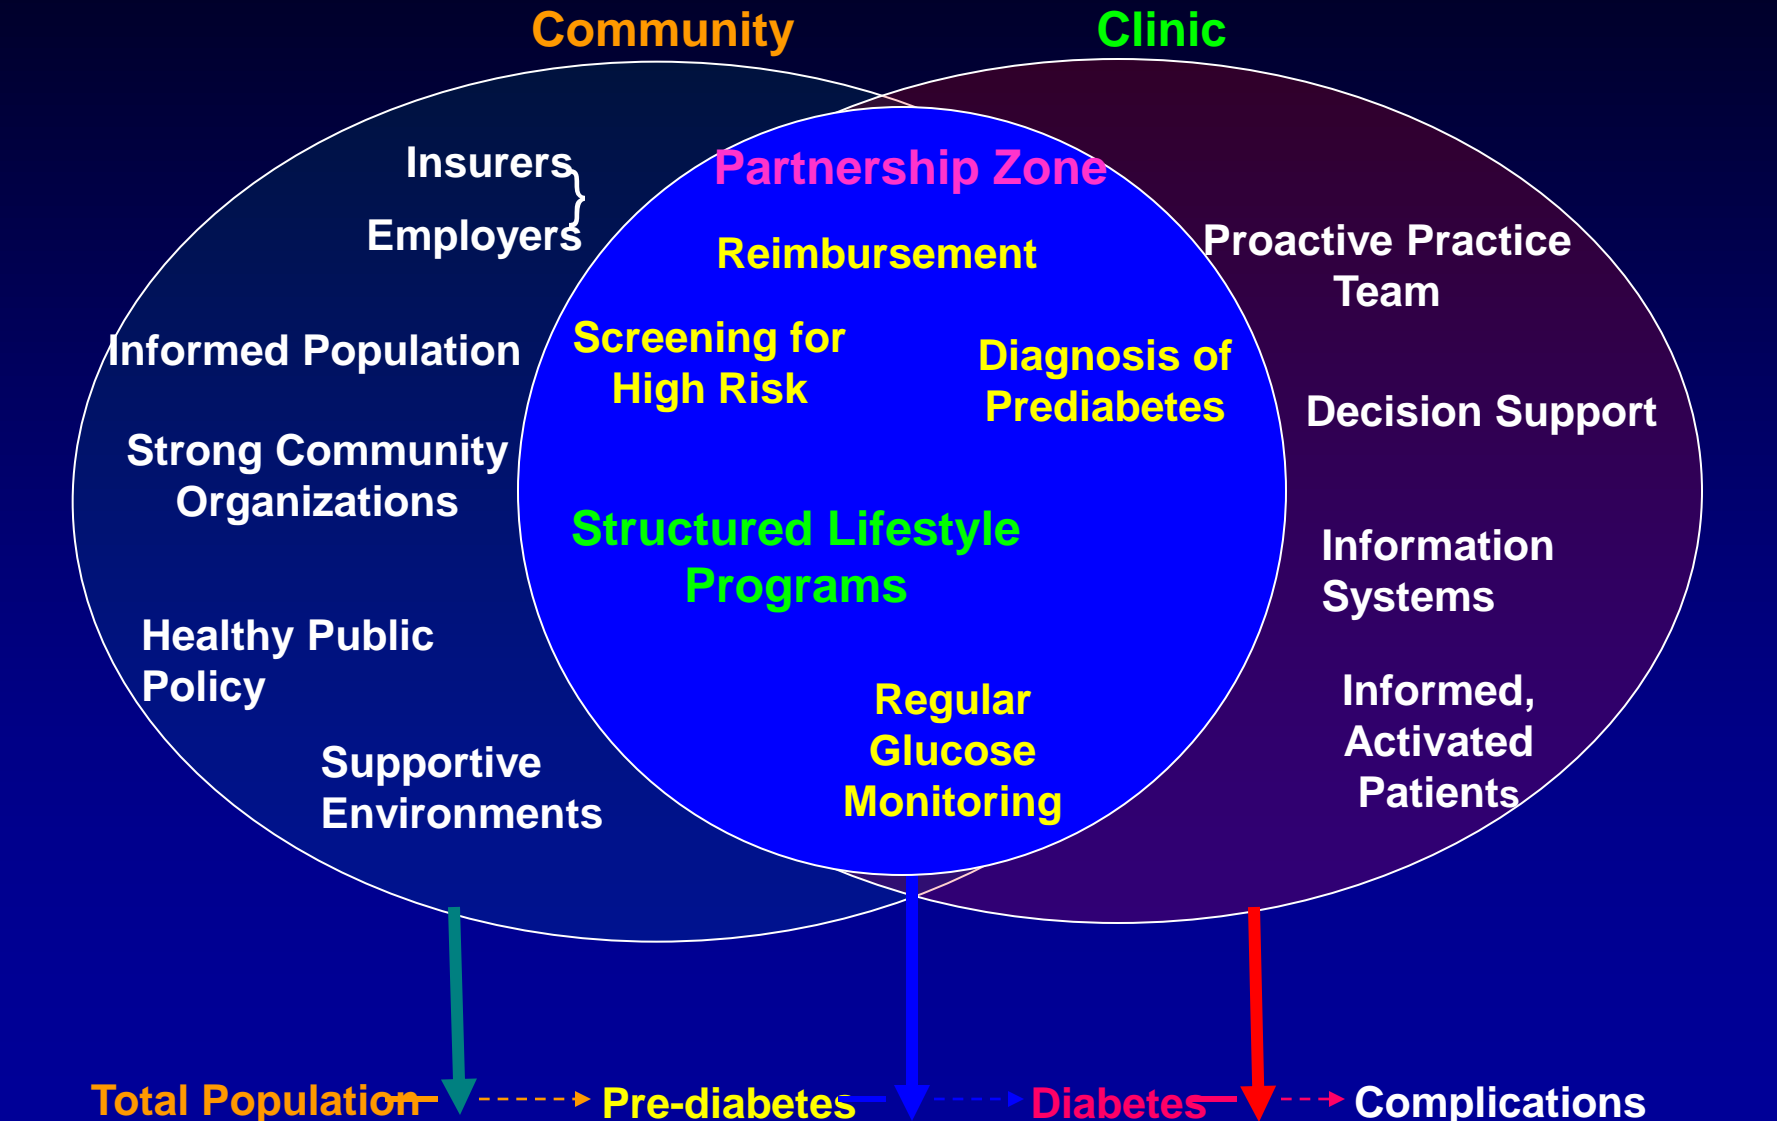 Community
Clinic
Insurers
}
Employers
Informed Population
Strong Community
Organizations
Healthy Public
Policy
Supportive
Environments
Partnership Zone
Reimbursement
Screening for
High Risk
Diagnosis of
Prediabetes
Structured Lifestyle
Programs
Regular
Glucose
Monitoring
Proactive Practice
Team
Decision Support
Information
Systems
Informed,
Activated
Patients
Total Population
Pre-diabetes
Diabetes
Complications